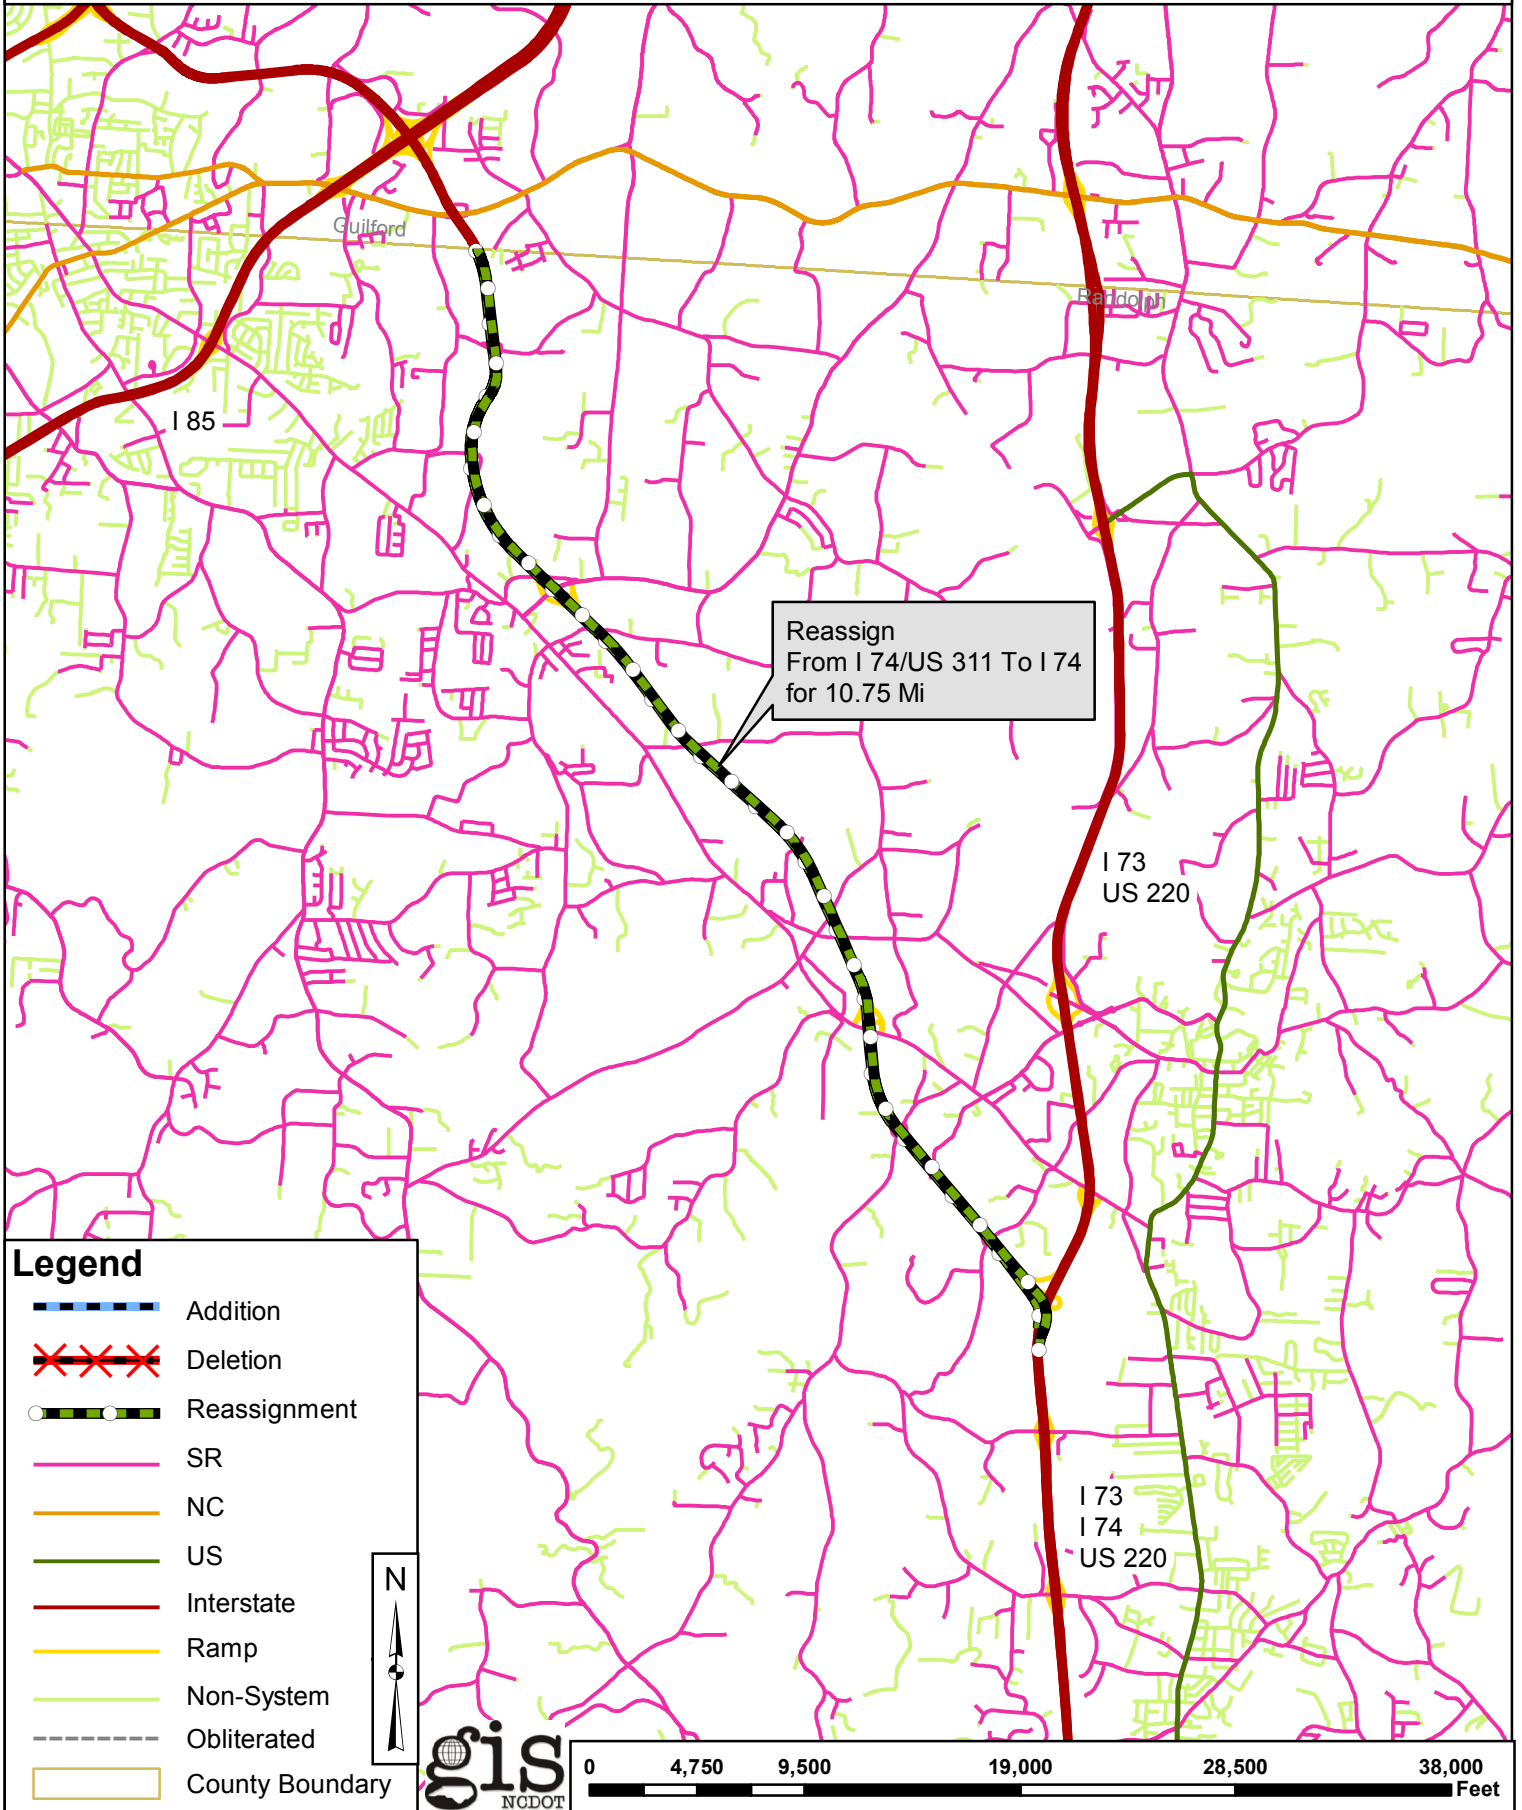 Guilford
Randolph
I 85
Reassign
From I 74/US 311 To I 74
for 10.75 Mi
I 73
US 220
I 73
I 74
US 220
Legend
Addition
Deletion
Reassignment
SR
NC
US
Interstate
Ramp
Non-System
Obliterated
County Boundary
N
gis
NCDOT
0 4,750 9,500 19,000 28,500 38,000
Feet